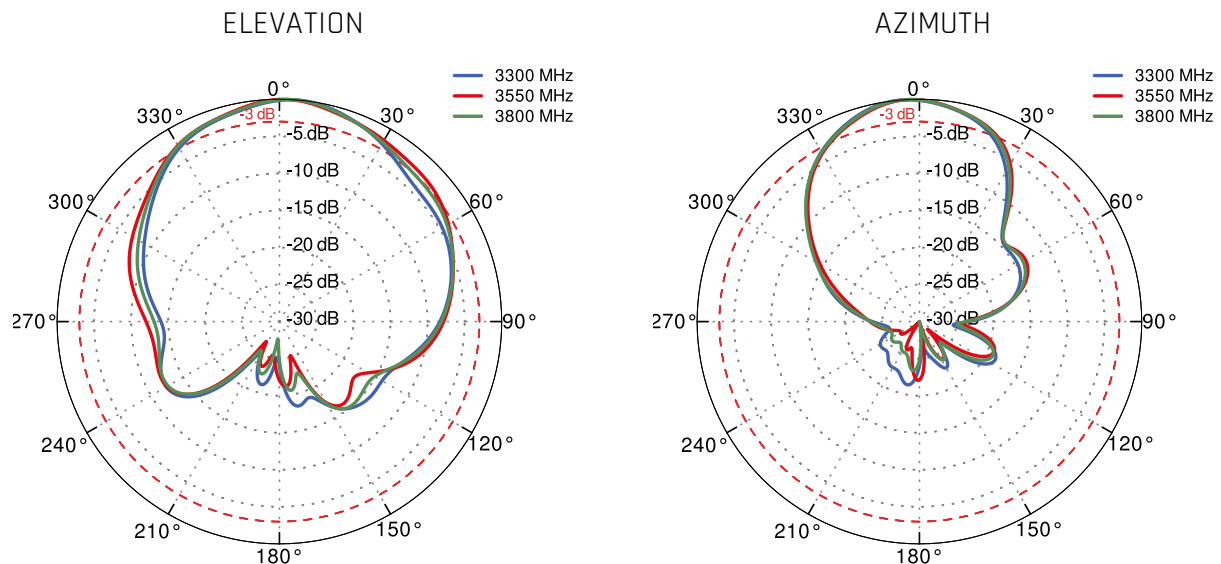 ELEVATION
AZIMUTH
0°
-3 dB
30°
60°
90°
120°
150°
180°
210°
240°
270°
300°
330°
-5 dB
-10 dB
-15 dB
-20 dB
-25 dB
-30 dB
3300 MHz
3550 MHz
3800 MHz
0°
-3 dB
30°
60°
90°
120°
150°
180°
210°
240°
270°
300°
330°
-5 dB
-10 dB
-15 dB
-20 dB
-25 dB
-30 dB
3300 MHz
3550 MHz
3800 MHz